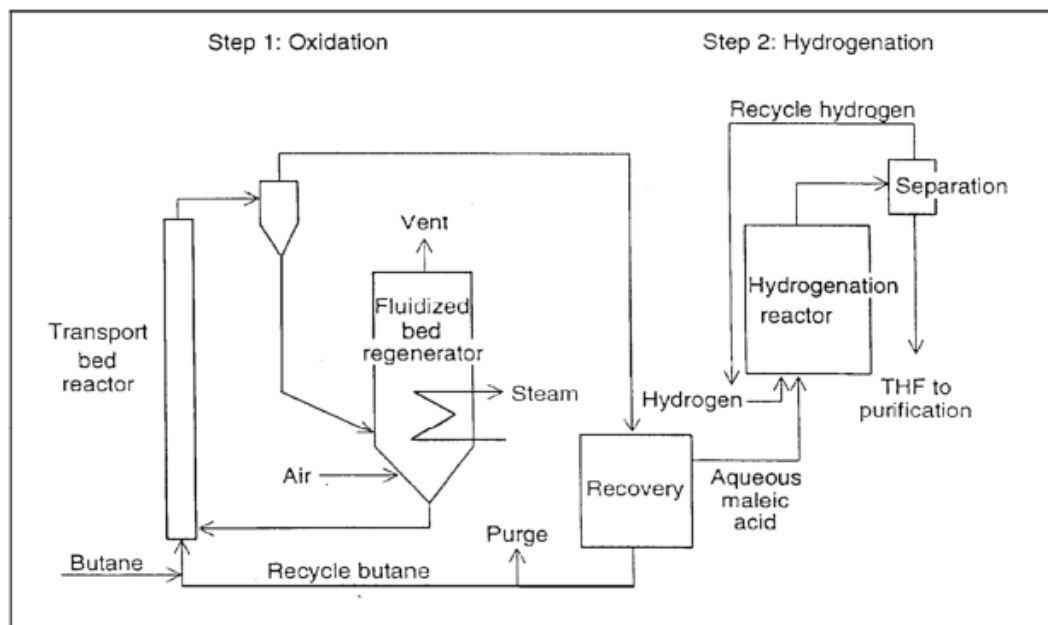 Step 1: Oxidation
Step 2: Hydrogenation
Recycle hydrogen
Separation
Vent
Hydrogenation
reactor
Fluidized
bed
regenerator
Transport
bed
reactor
Steam
Hydrogen
THF to
purification
Air
Recovery
Aqueous
maleic
acid
Purge
Butane
Recycle butane